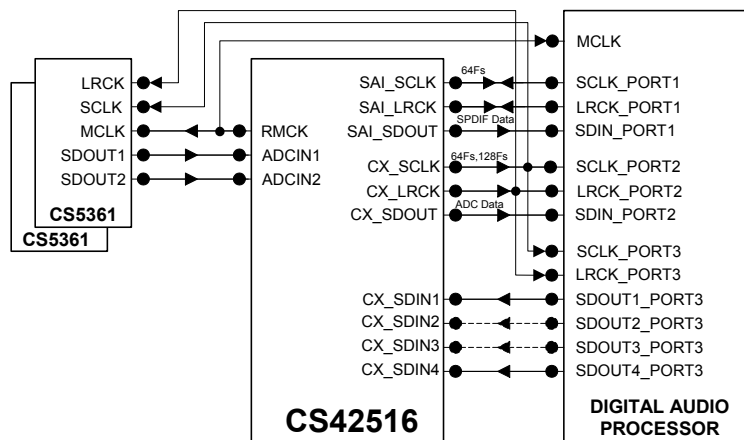 MCLK
LRCK
SCLK
MCLK
SDOUT1
SDOUT2
CS5361
CS5361
RMCK
ADCIN1
ADCIN2
SAI_SCLK
SAI_LRCK
SAI_SDOUT
CX_SCLK
CX_LRCK
CX_SDOUT
CX_SDIN1
CX_SDIN2
CX_SDIN3
CX_SDIN4
CS42516
64Fs
SPDIF Data
64Fs,128Fs
ADC Data
SCLK_PORT1
LRCK_PORT1
SDIN_PORT1
SCLK_PORT2
LRCK_PORT2
SDIN_PORT2
SCLK_PORT3
LRCK_PORT3
SDOUT1_PORT3
SDOUT2_PORT3
SDOUT3_PORT3
SDOUT4_PORT3
DIGITAL AUDIO
PROCESSOR